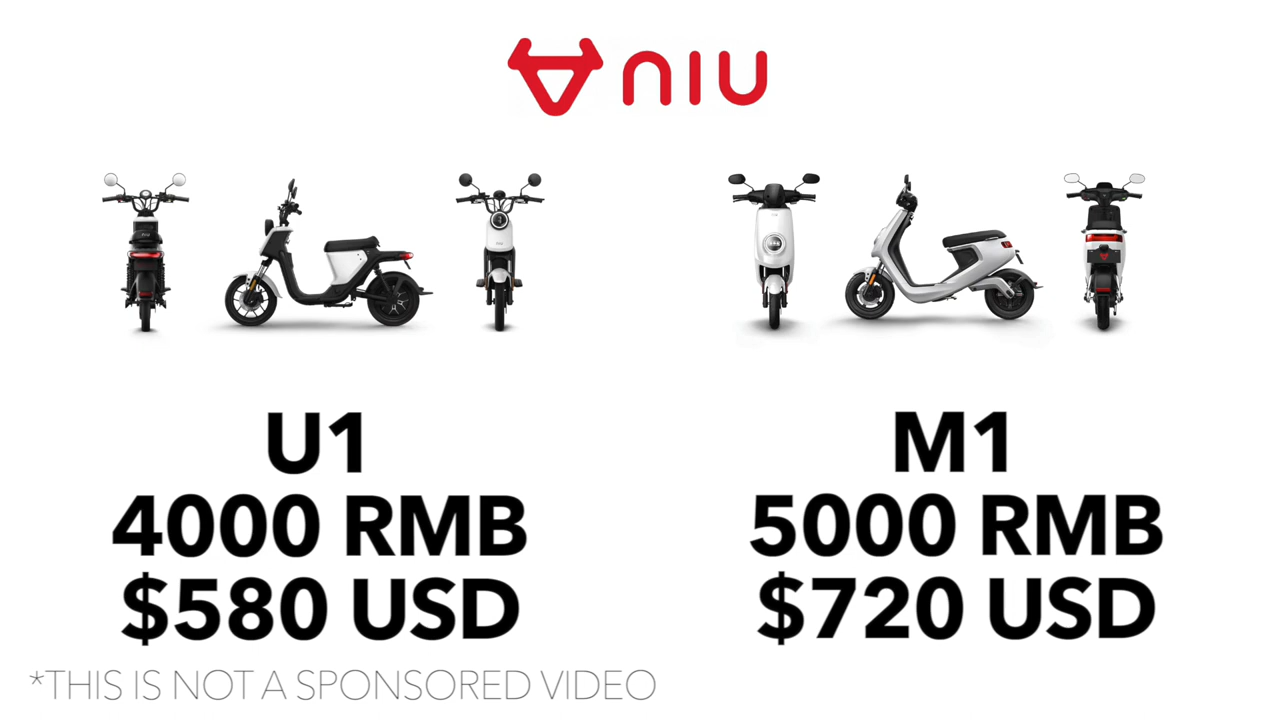 niu
U1
4000 RMB
$580 USD
M1
5000 RMB
$720 USD
*THIS IS NOT A SPONSORED VIDEO